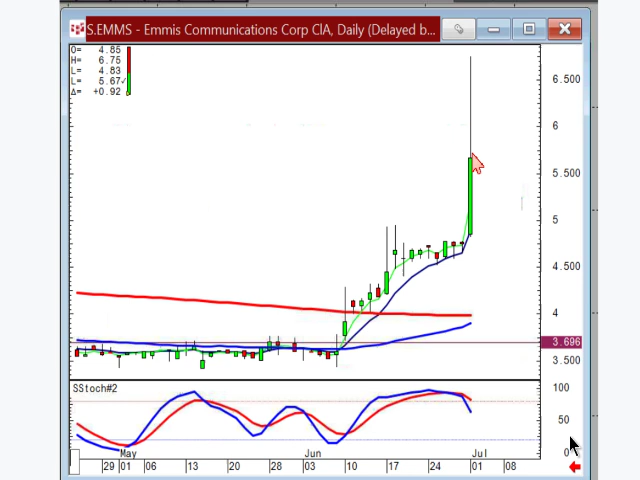 S.EMMS - Emmis Communications Corp CIA, Daily (Delayed b...
O= 4.85
H= 6.75
L= 4.83
L= 5.67✓
Δ= +0.92
6.500
6
5.500
5
4.500
4
3.696
3.500
SStoch#2
100
50
0
May Jun Jul
29 01 06 13 20 28 03 10 17 24 01 08